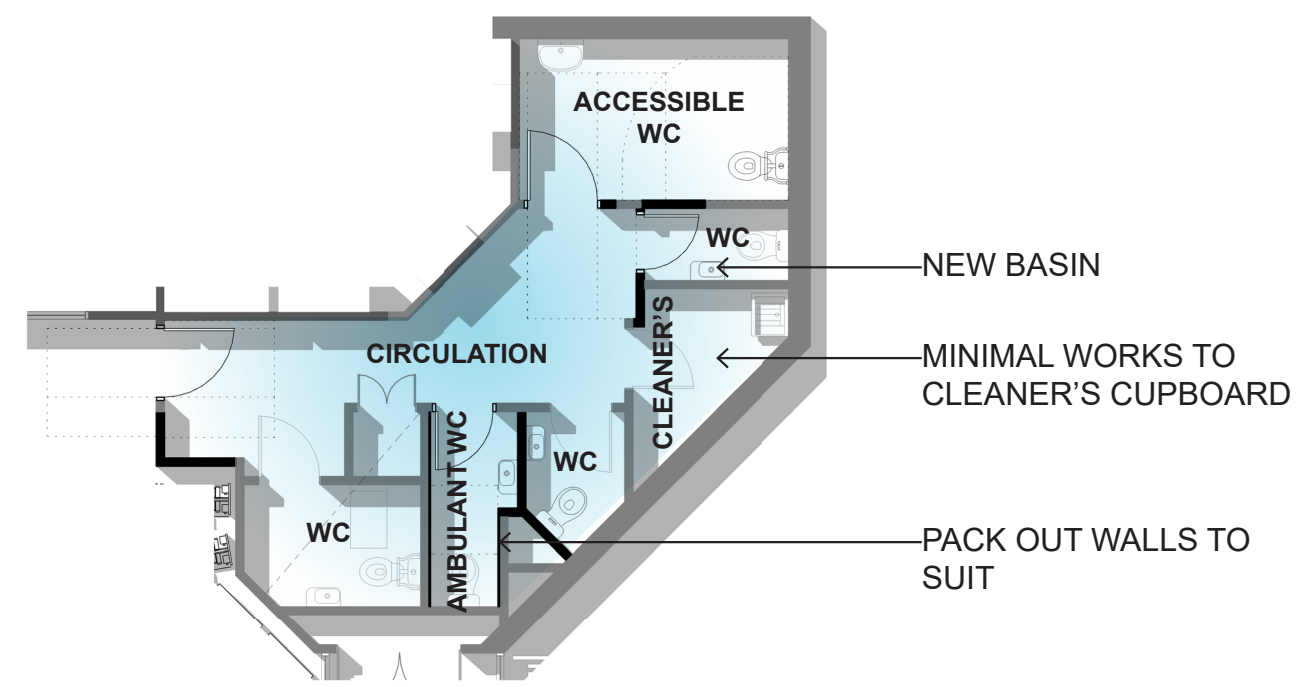 ACCESSIBLE
WC
WC
NEW BASIN
CLEANER'S
CIRCULATION
MINIMAL WORKS TO
CLEANER'S CUPBOARD
AMBULANT WC
WC
WC
PACK OUT WALLS TO
SUIT